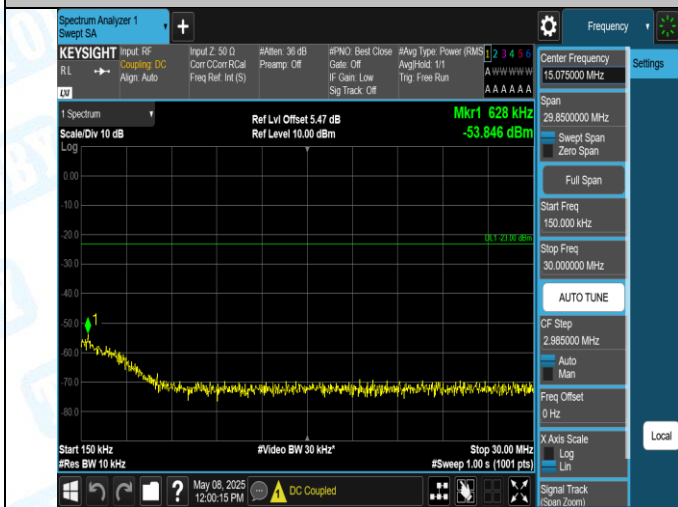 Spectrum Analyzer 1
Swept SA
+
Frequency
KEYSIGHT
RL
LXI
Input: RF
Coupling: DC
Align: Auto
Input Z: 50 Ω
Corr CCorr RCal
Freq Ref: Int (S)
#Atten: 36 dB
Preamp: Off
#PNO: Best Close
Gate: Off
IF Gain: Low
Sig Track: Off
#Avg Type: Power (RMS
Avg|Hold: 1/1
Trig: Free Run
1 2 3 4 5 6
A W W W W W
A A A A A A
1 Spectrum
Scale/Div 10 dB
Log
Ref Lvl Offset 5.47 dB
Ref Level 10.00 dBm
Mkr1 628 kHz
-53.846 dBm
0.00
-10.0
-20.0
-30.0
-40.0
-50.0
-60.0
-70.0
-80.0
DL1 -23.00 dBm
1
Start 150 kHz
#Res BW 10 kHz
#Video BW 30 kHz*
Stop 30.00 MHz
#Sweep 1.00 s (1001 pts)
Center Frequency
15.075000 MHz
Settings
Span
29.8500000 MHz
Swept Span
Zero Span
Full Span
Start Freq
150.000 kHz
Stop Freq
30.000000 MHz
AUTO TUNE
CF Step
2.985000 MHz
Auto
Man
Freq Offset
0 Hz
X Axis Scale
Log
Lin
Local
Signal Track
(Span Zoom)
?
May 08, 2025
12:00:15 PM
DC Coupled